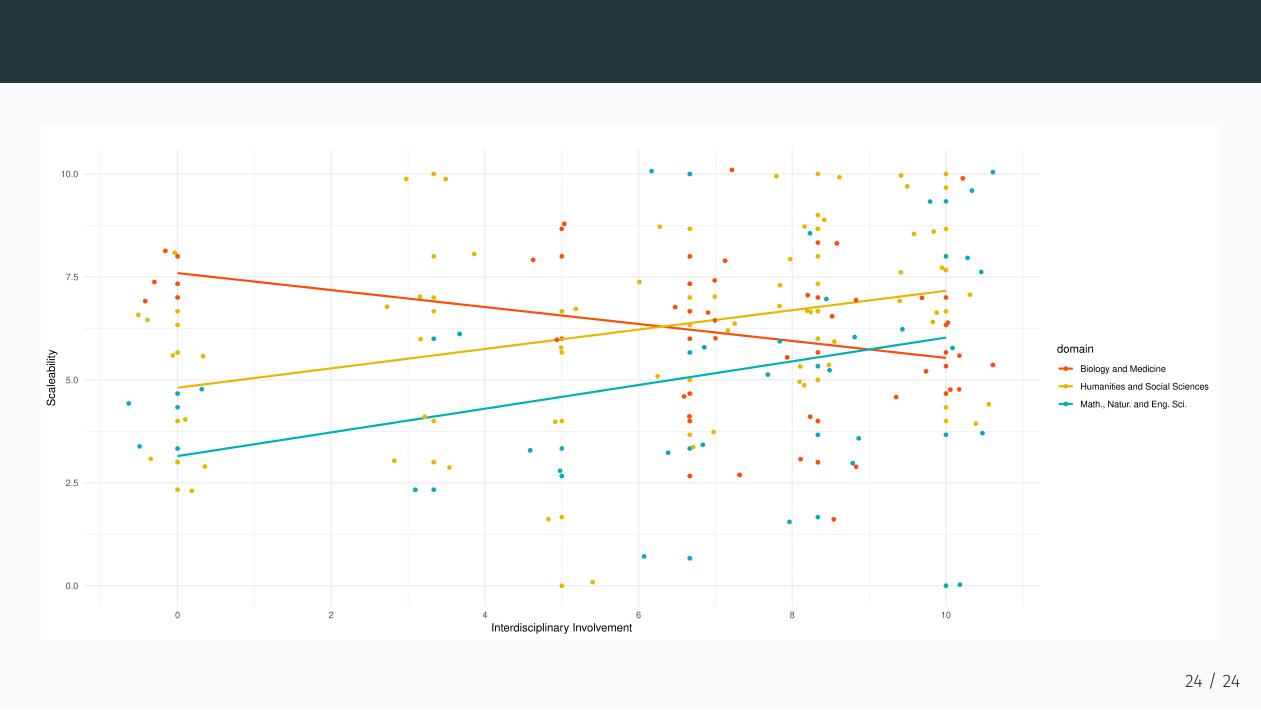 10.0
7.5
5.0
2.5
0.0
Scaleability
0 2 4 6 8 10
Interdisciplinary Involvement
domain
Biology and Medicine
Humanities and Social Sciences
Math., Natur. and Eng. Sci.
24 / 24